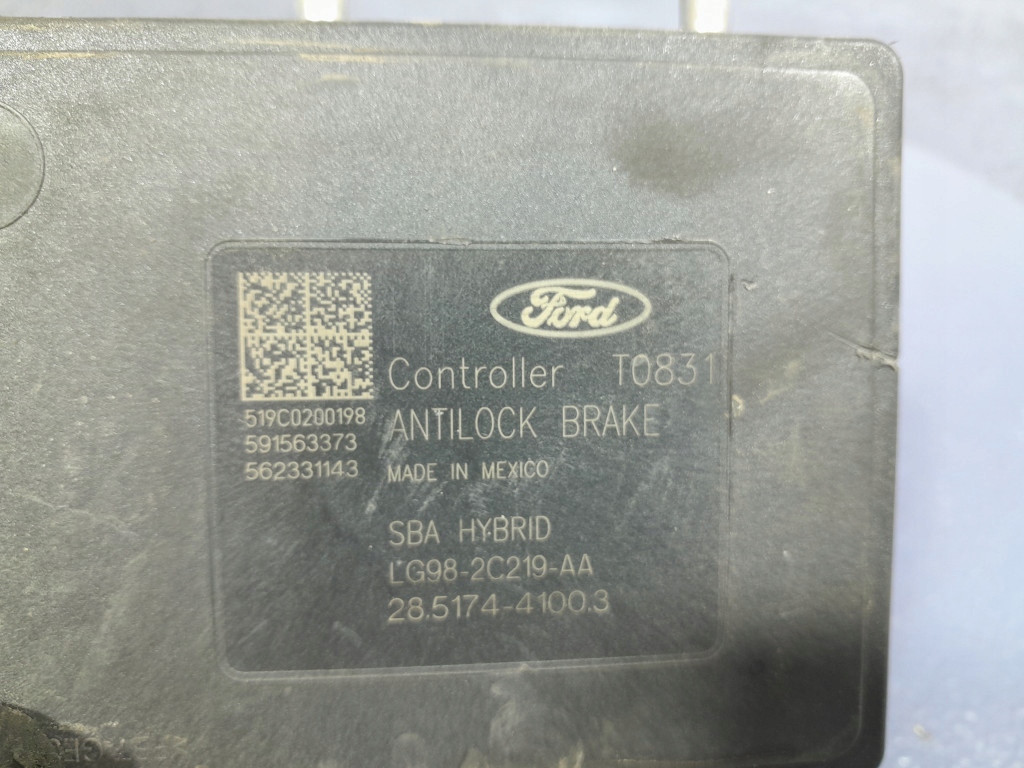 Ford
Controller T0831
519C0200198
ANTILOCK BRAKE
591563373
562331143
MADE IN MEXICO
SBA HYBRID
LG98-2C219-AA
28.5174-4100.3